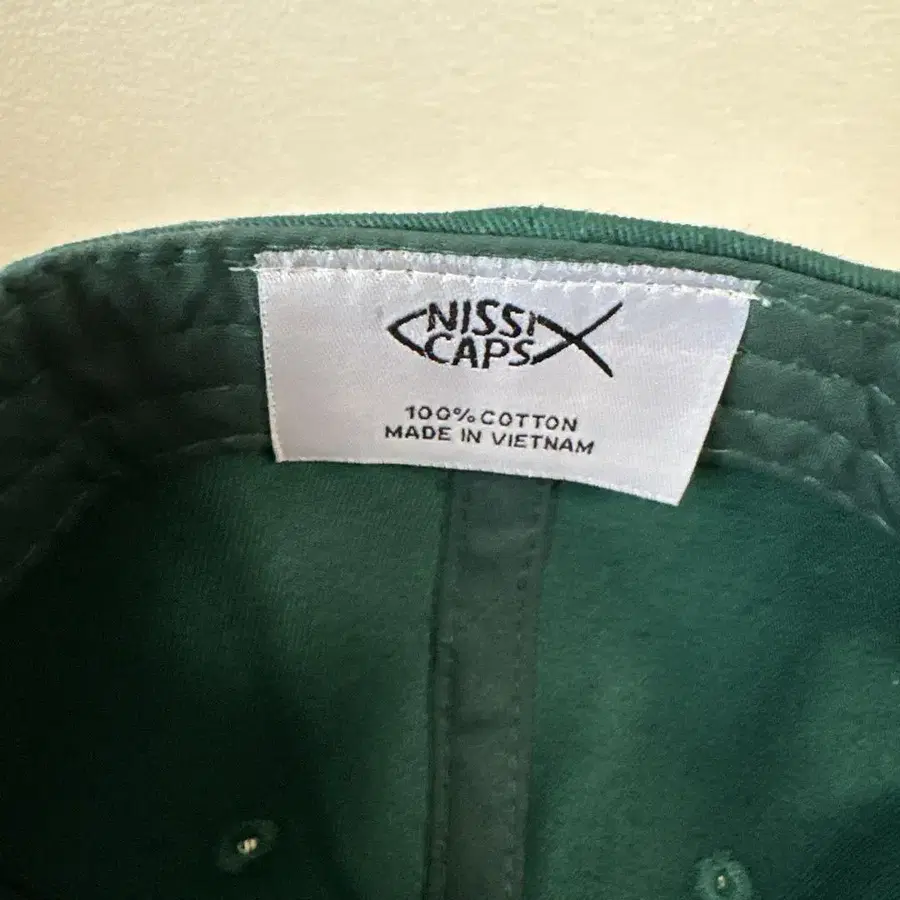 NISSI
CAPS
100% COTTON
MADE IN VIETNAM